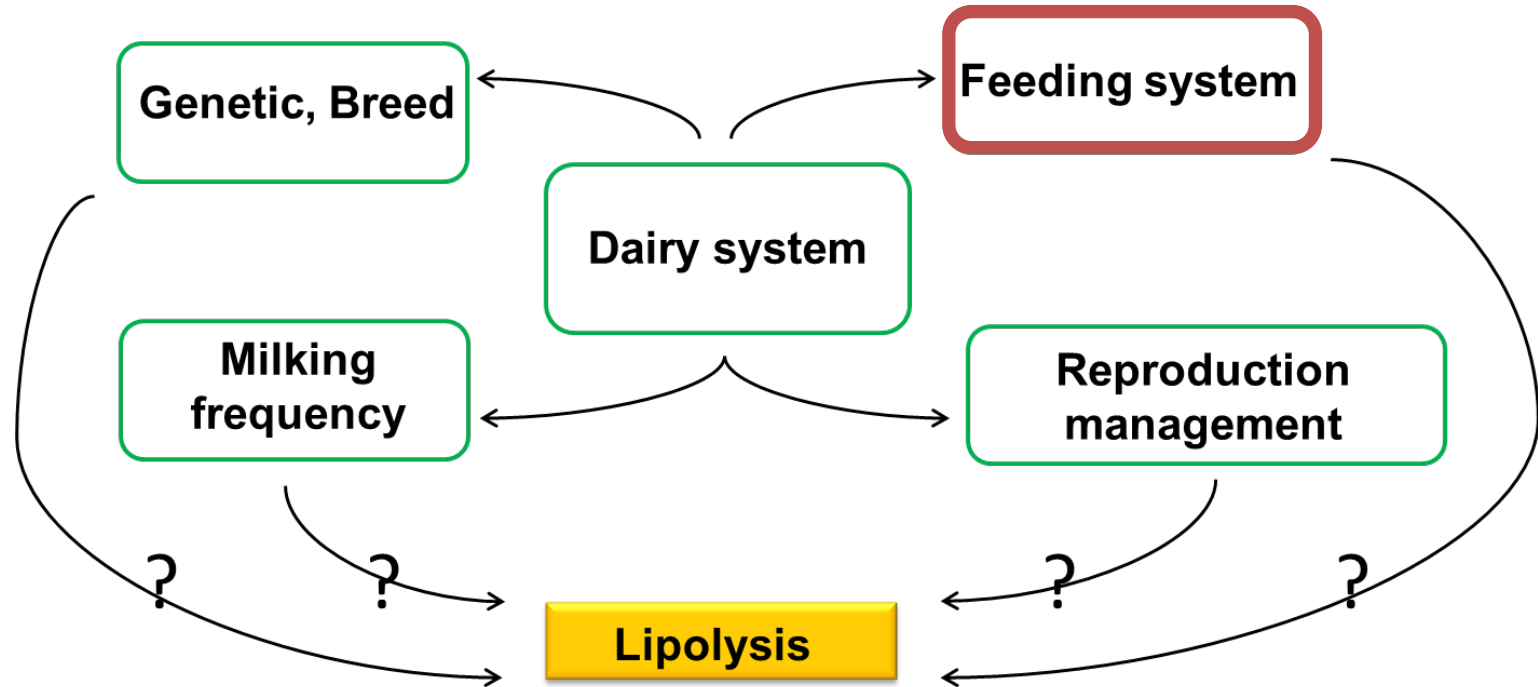 Genetic, Breed
Feeding system
Dairy system
Milking
frequency
Reproduction
management
?
?
?
?
Lipolysis